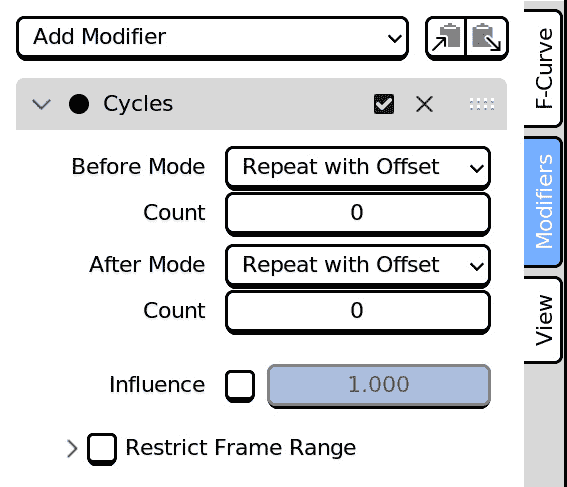 Add Modifier
F-Curve
Cycles
Modifiers
Before Mode Repeat with Offset
Count 0
After Mode Repeat with Offset
Count 0
View
Influence 1.000
Restrict Frame Range